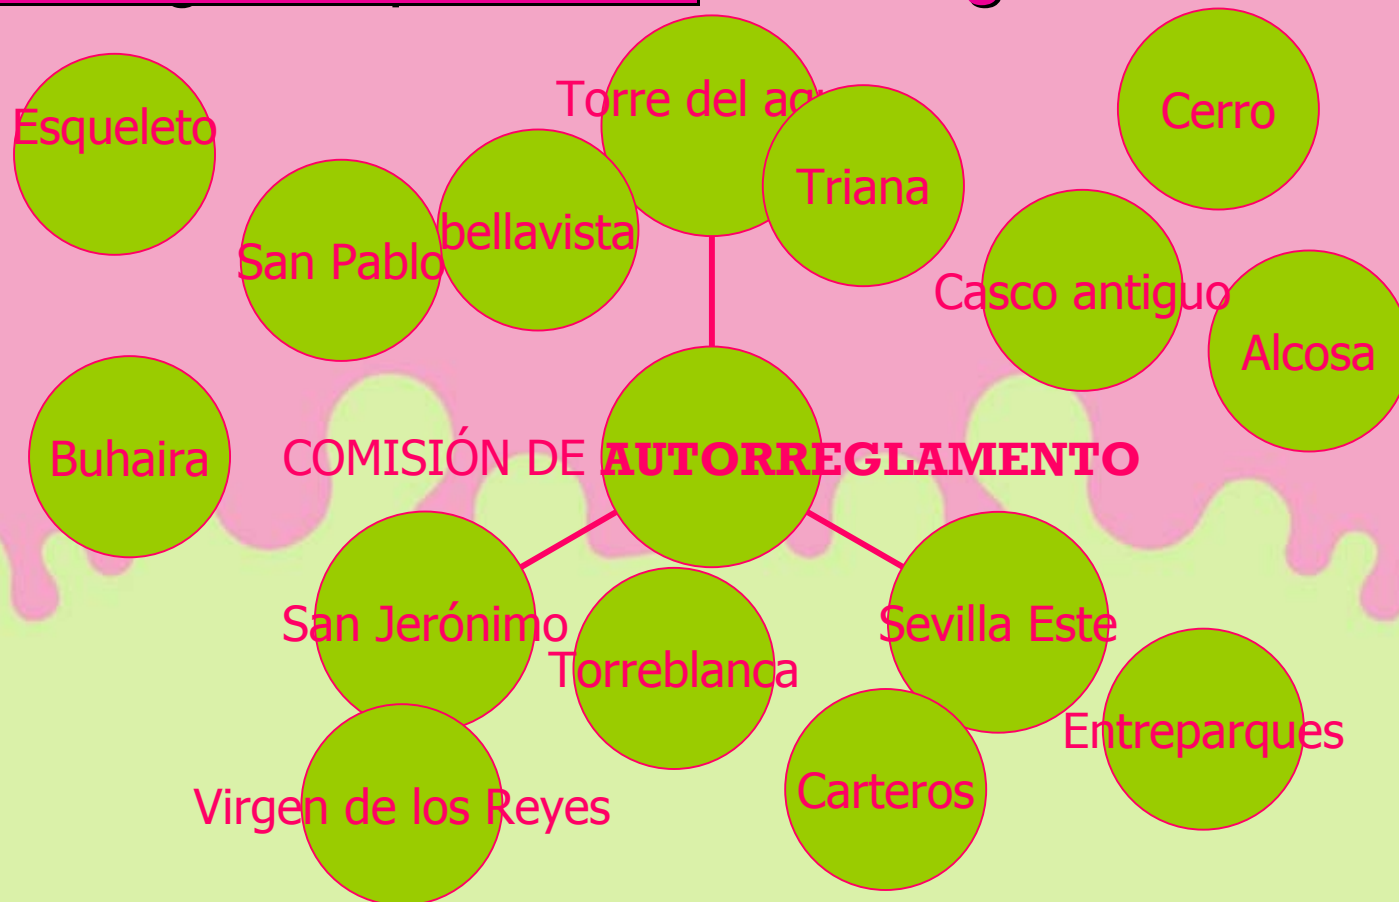 Torre del
Cerro
Esqueleto
Triana
bellavista
San Pablo
Casco antiguo
Alcosa
Buhaira
COMISIÓN DE AUTORREGLAMENTO
San Jerónimo
Sevilla Este
Torreblanca
Entreparques
Carteros
Virgen de los Reyes